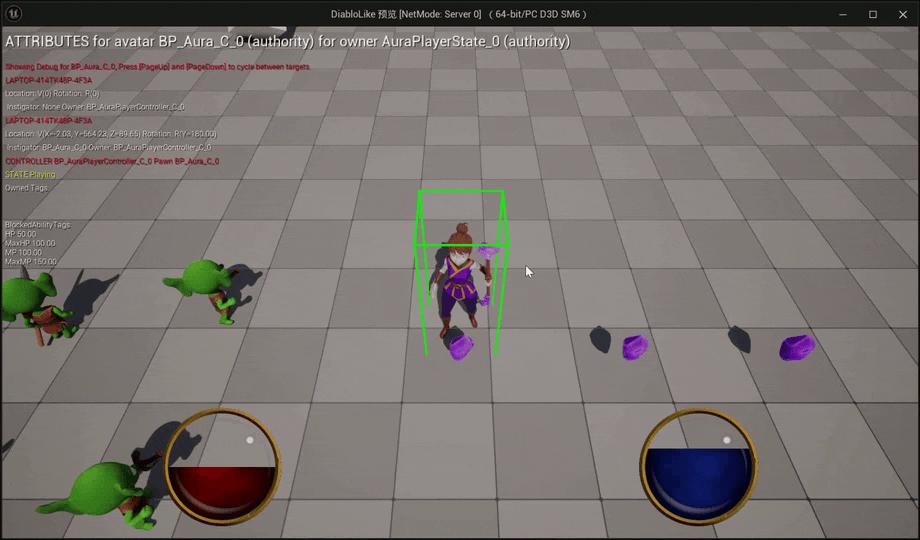 DiabloLike 预览 [NetMode: Server 0] ( 64-bit/PC D3D SM6 )
ATTRIBUTES for avatar BP_Aura_C_0 (authority) for owner AuraPlayerState_0 (authority)
Showing Debug for BP_Aura_C_0, Press [PageUp] and [PageDown] to cycle between targets.
LAPTOP-414TK48P-4F3A
Location: V(0) Rotation: R(0)
Instigator: None Owner: BP_AuraPlayerController_C_0
LAPTOP-414TK48P-4F3A
Location: V(X=-2.03, Y=564.23, Z=89.65) Rotation: R(Y=-180.00)
Instigator: BP_Aura_C_0 Owner: BP_AuraPlayerController_C_0
CONTROLLER BP_AuraPlayerController_C_0 Pawn BP_Aura_C_0
STATE Playing
Owned Tags:
BlockedAbilityTags:
HP:50.00
MaxHP:100.00
MP:100.00
MaxMP:150.00